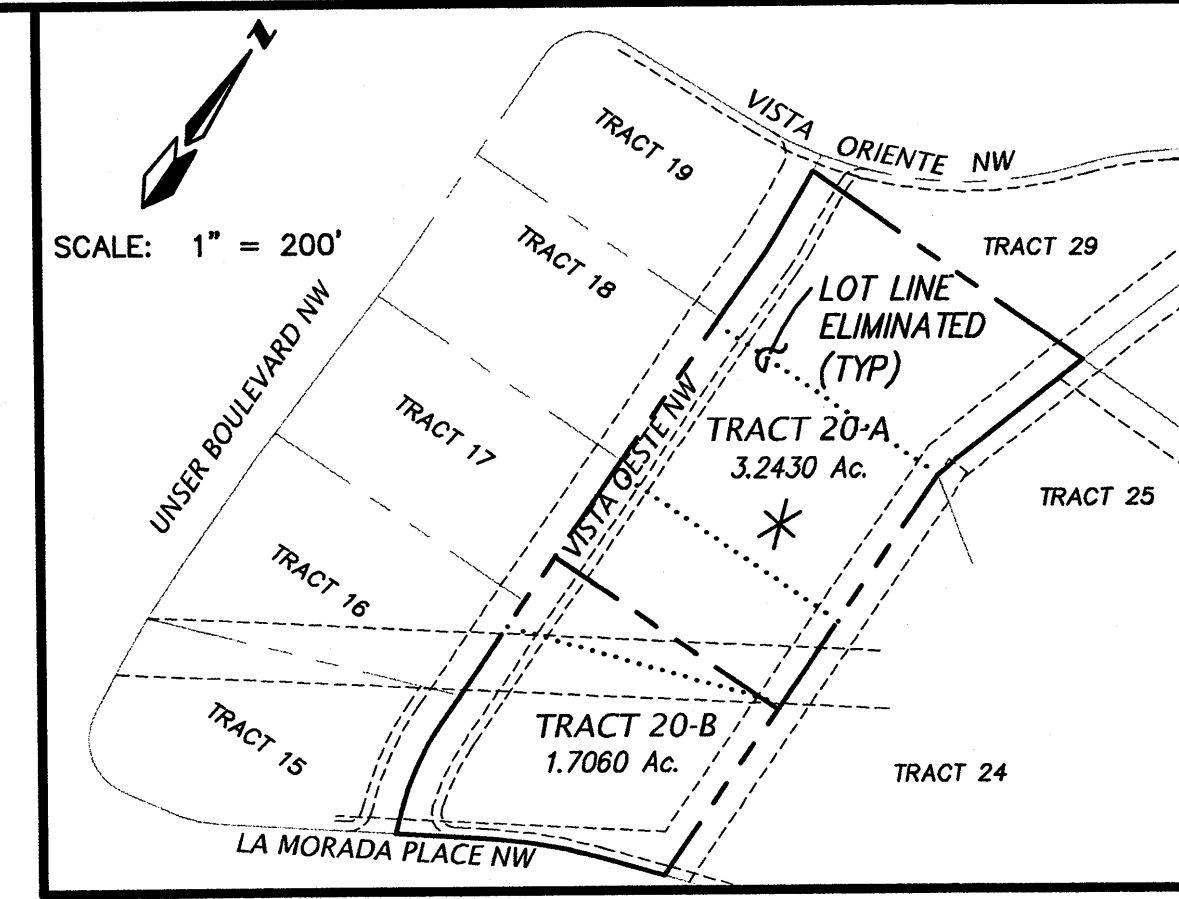 N
SCALE: 1" = 200'
VISTA ORIENTE NW
TRACT 19
TRACT 29
TRACT 18
LOT LINE
ELIMINATED
(TYP)
UNSER BOULEVARD NW
TRACT 17
VISTA OESTE NW
TRACT 20-A
3.2430 Ac.
TRACT 25
TRACT 16
TRACT 20-B
1.7060 Ac.
TRACT 15
TRACT 24
LA MORADA PLACE NW